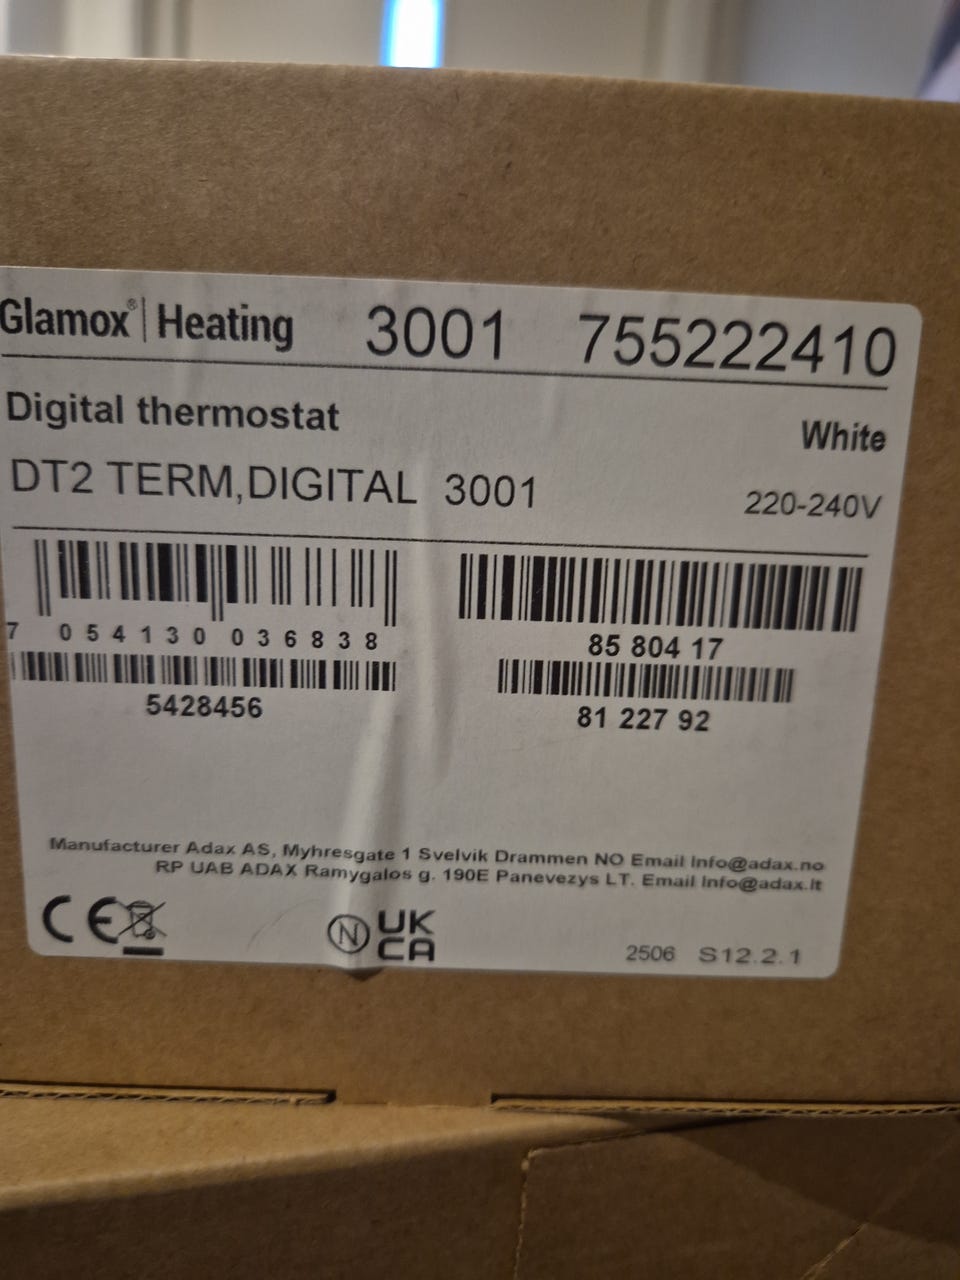 Glamox® | Heating 3001 755222410
Digital thermostat White
DT2 TERM,DIGITAL 3001 220-240V
7 054130 036838
85 804 17
5428456
81 227 92
Manufacturer Adax AS, Myhresgate 1 Svelvik Drammen NO Email Info@adax.no
RP UAB ADAX Ramygalos g. 190E Panevezys LT. Email Info@adax.lt
CE N UK CA 2506 S12.2.1